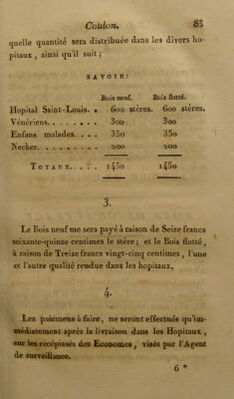 Coulon. 83
quelle quantité sera distribuée dans les divers ho-
pitaux, ainsi qu'il suit;
SAVOIR:
Bois neuf. Bois flotté.
Hopital Saint-Louis. . 600 stères. 600 stères.
Vénériens. . . . . . . 300 300
Enfans malades. . . . 350 350
Necker. . . . . . . . . 200 200
TOTAUX. . . . 1450 1450
3.
Le Bois neuf me sera payé à raison de Seize francs
soixante-quinze centimes le stère; et le Bois flotté,
à raison de Treize francs vingt-cinq centimes, l'une
et l'autre qualité rendue dans les hopitaux.
4.
Les paiemens à faire, ne seront effectués qu'im-
médiatement après la livraison dans les Hopitaux,
sur les récépissés des Economes, visés par l'Agent
de surveillance.
6 *